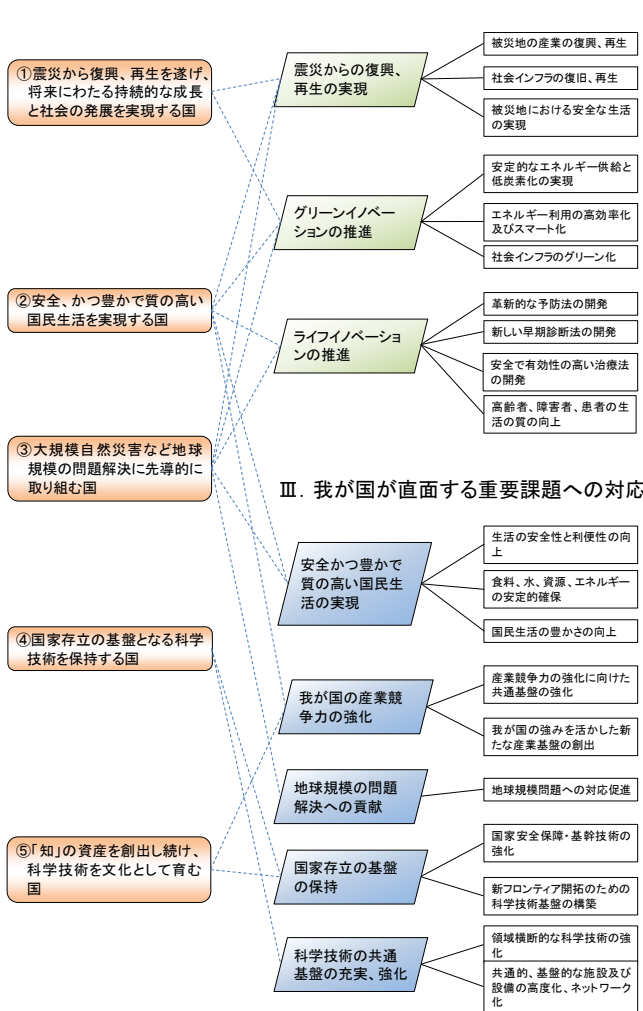 ①震災から復興、再生を遂げ、
将来にわたる持続的な成長
と社会の発展を実現する国
②安全、かつ豊かで質の高い
国民生活を実現する国
③大規模自然災害など地球
規模の問題解決に先導的に
取り組む国
④国家存立の基盤となる科学
技術を保持する国
⑤「知」の資産を創出し続け、
科学技術を文化として育む
国
震災からの復興、
再生の実現
被災地の産業の復興、再生
社会インフラの復旧、再生
被災地における安全な生活
の実現
グリーンイノベー
ションの推進
安定的なエネルギー供給と
低炭素化の実現
エネルギー利用の高効率化
及びスマート化
社会インフラのグリーン化
ライフイノベーショ
ンの推進
革新的な予防法の開発
新しい早期診断法の開発
安全で有効性の高い治療法
の開発
高齢者、障害者、患者の生
活の質の向上
Ⅲ．我が国が直面する重要課題への対応
安全かつ豊かで
質の高い国民生
活の実現
生活の安全性と利便性の向
上
食料、水、資源、エネルギー
の安定的確保
国民生活の豊かさの向上
我が国の産業競
争力の強化
産業競争力の強化に向けた
共通基盤の強化
我が国の強みを活かした新
たな産業基盤の創出
地球規模の問題
解決への貢献
地球規模問題への対応促進
国家存立の基盤
の保持
国家安全保障・基幹技術の
強化
新フロンティア開拓のための
科学技術基盤の構築
科学技術の共通
基盤の充実、強化
領域横断的な科学技術の強
化
共通的、基盤的な施設及び
設備の高度化、ネットワーク
化